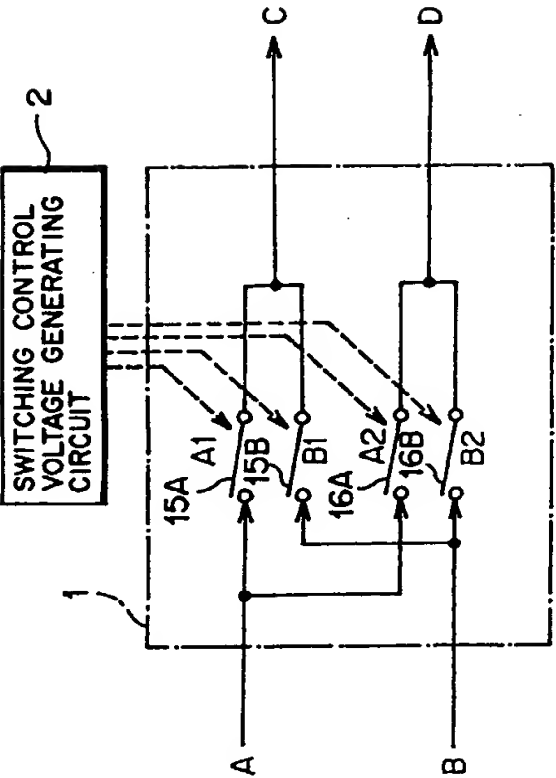 SWITCHING CONTROL
VOLTAGE GENERATING
CIRCUIT
2
1
A
B
C
D
15A
A1
15B
B1
16A
A2
16B
B2